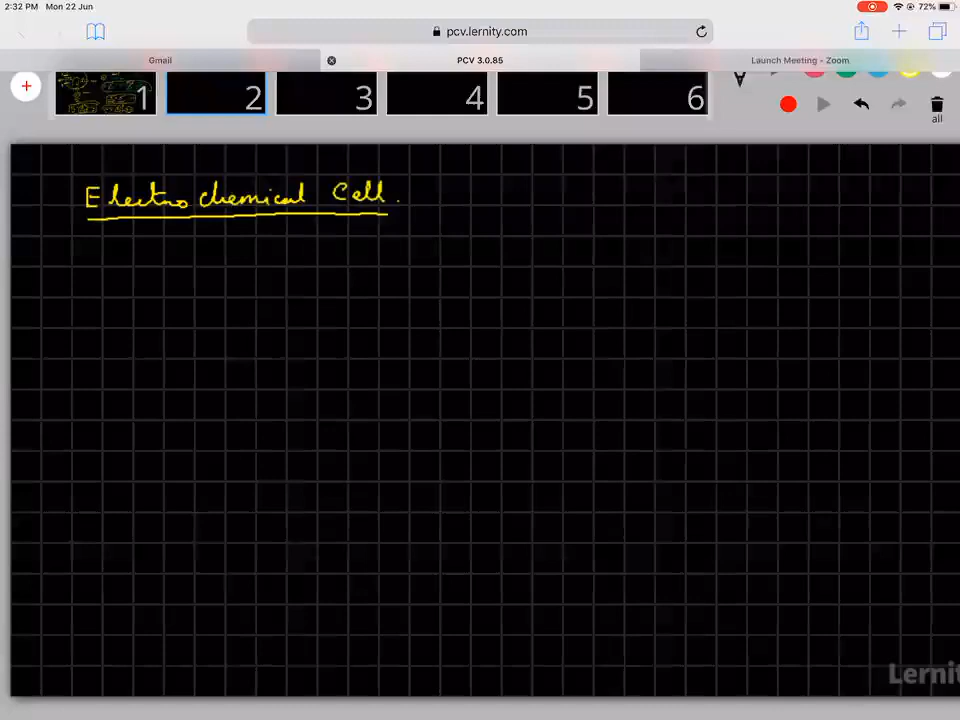 2:32 PM Mon 22 Jun
72%
pcv.lernity.com
Gmail
PCV 3.0.85
Launch Meeting - Zoom
1 2 3 4 5 6
all
Electrochemical Cell.
Lernit